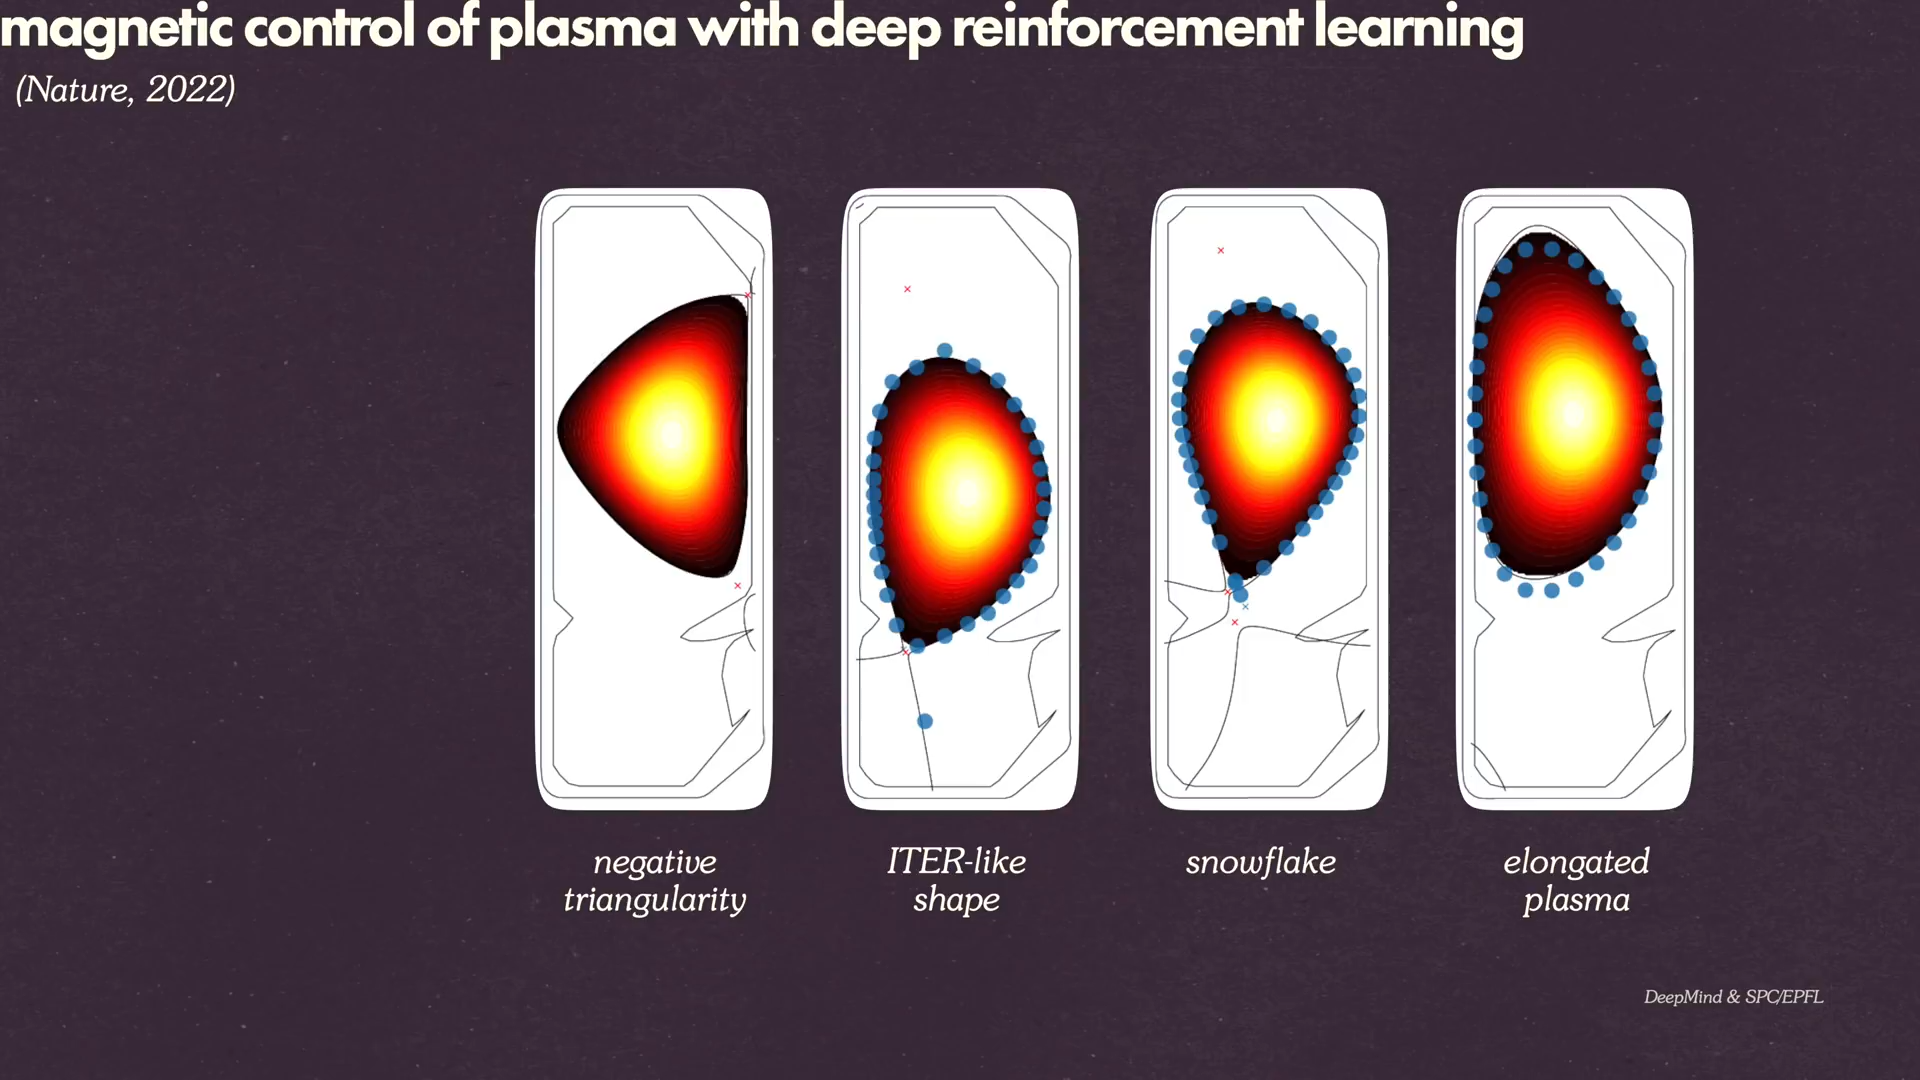 magnetic control of plasma with deep reinforcement learning
(Nature, 2022)
negative
triangularity
ITER-like
shape
snowflake
elongated
plasma
DeepMind & SPC/EPFL